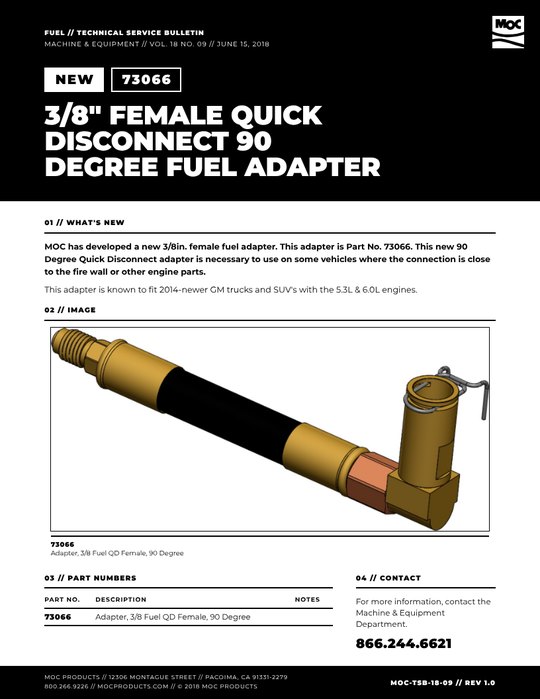 FUEL // TECHNICAL SERVICE BULLETIN
MACHINE & EQUIPMENT // VOL. 18 NO. 09 // JUNE 15, 2018
MOC
NEW 73066
3/8" FEMALE QUICK
DISCONNECT 90
DEGREE FUEL ADAPTER
01 // WHAT'S NEW
MOC has developed a new 3/8in. female fuel adapter. This adapter is Part No. 73066. This new 90
Degree Quick Disconnect adapter is necessary to use on some vehicles where the connection is close
to the fire wall or other engine parts.
This adapter is known to fit 2014-newer GM trucks and SUV's with the 5.3L & 6.0L engines.
02 // IMAGE
73066
Adapter, 3/8 Fuel QD Female, 90 Degree
03 // PART NUMBERS
PART NO. DESCRIPTION NOTES
73066 Adapter, 3/8 Fuel QD Female, 90 Degree
04 // CONTACT
For more information, contact the
Machine & Equipment
Department.
866.244.6621
MOC PRODUCTS // 12306 MONTAGUE STREET // PACOIMA, CA 91331-2279
800.266.9226 // MOCPRODUCTS.COM // © 2018 MOC PRODUCTS
MOC-TSB-18-09 // REV 1.0